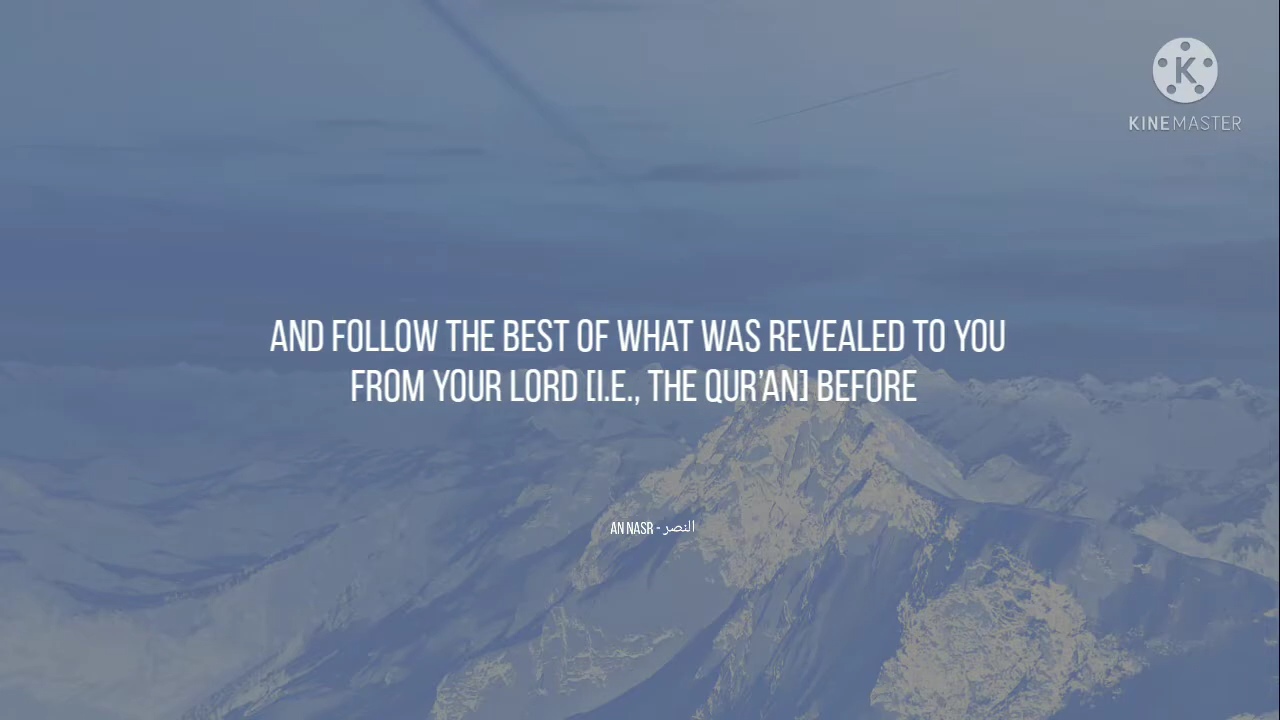 KINEMASTER
AND FOLLOW THE BEST OF WHAT WAS REVEALED TO YOU
FROM YOUR LORD [I.E., THE QUR'AN] BEFORE
AN NASR - النصر